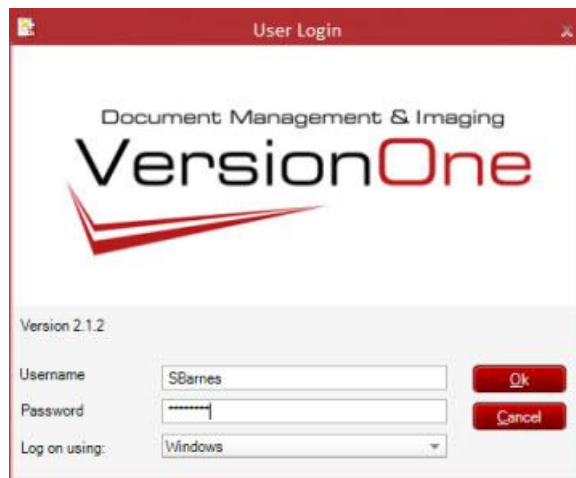 User Login
Document Management & Imaging
VersionOne
Version 2.1.2
Username SBarnes Ok
Password Cancel
Log on using: Windows